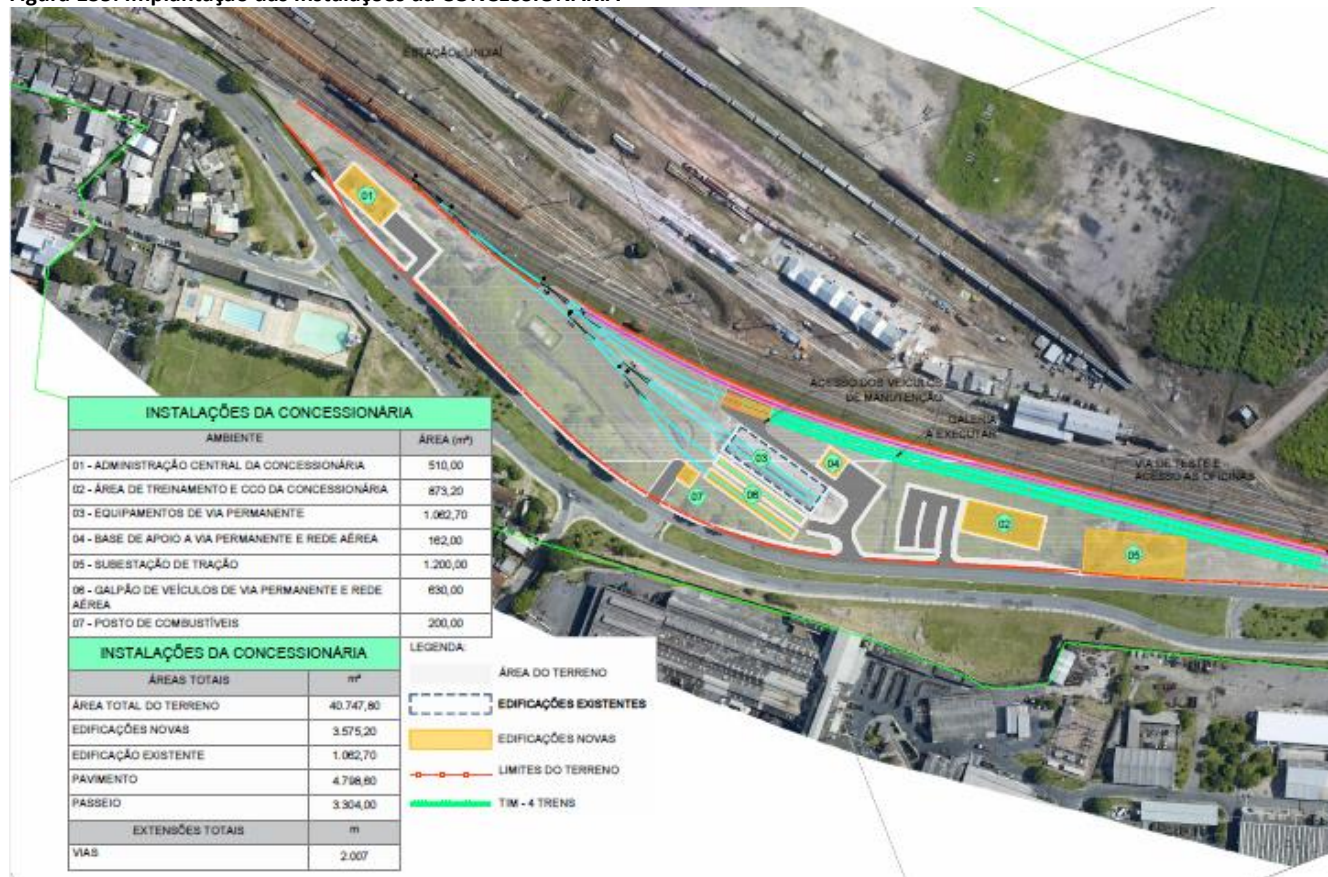 ESTAÇÃO JUNDIAÍ
01
ACESSO DOS VEÍCULOS
DE MANUTENÇÃO
GALERIA
A EXECUTAR
VIA DE TESTE E
ACESSO AS OFICINAS
03
04
07
06
02
05
INSTALAÇÕES DA CONCESSIONÁRIA
AMBIENTE ÁREA (m²)
01 - ADMINISTRAÇÃO CENTRAL DA CONCESSIONÁRIA 510,00
02 - ÁREA DE TREINAMENTO E CCO DA CONCESSIONÁRIA 873,20
03 - EQUIPAMENTOS DE VIA PERMANENTE 1.062,70
04 - BASE DE APOIO A VIA PERMANENTE E REDE AÉREA 162,00
05 - SUBESTAÇÃO DE TRAÇÃO 1.200,00
06 - GALPÃO DE VEÍCULOS DE VIA PERMANENTE E REDE
AÉREA 630,00
07 - POSTO DE COMBUSTÍVEIS 200,00
INSTALAÇÕES DA CONCESSIONÁRIA
ÁREAS TOTAIS m²
ÁREA TOTAL DO TERRENO 40.747,80
EDIFICAÇÕES NOVAS 3.575,20
EDIFICAÇÃO EXISTENTE 1.062,70
PAVIMENTO 4.798,60
PASSEIO 3.304,00
EXTENSÕES TOTAIS m
VIAS 2.007
LEGENDA:
ÁREA DO TERRENO
EDIFICAÇÕES EXISTENTES
EDIFICAÇÕES NOVAS
LIMITES DO TERRENO
TIM - 4 TRENS